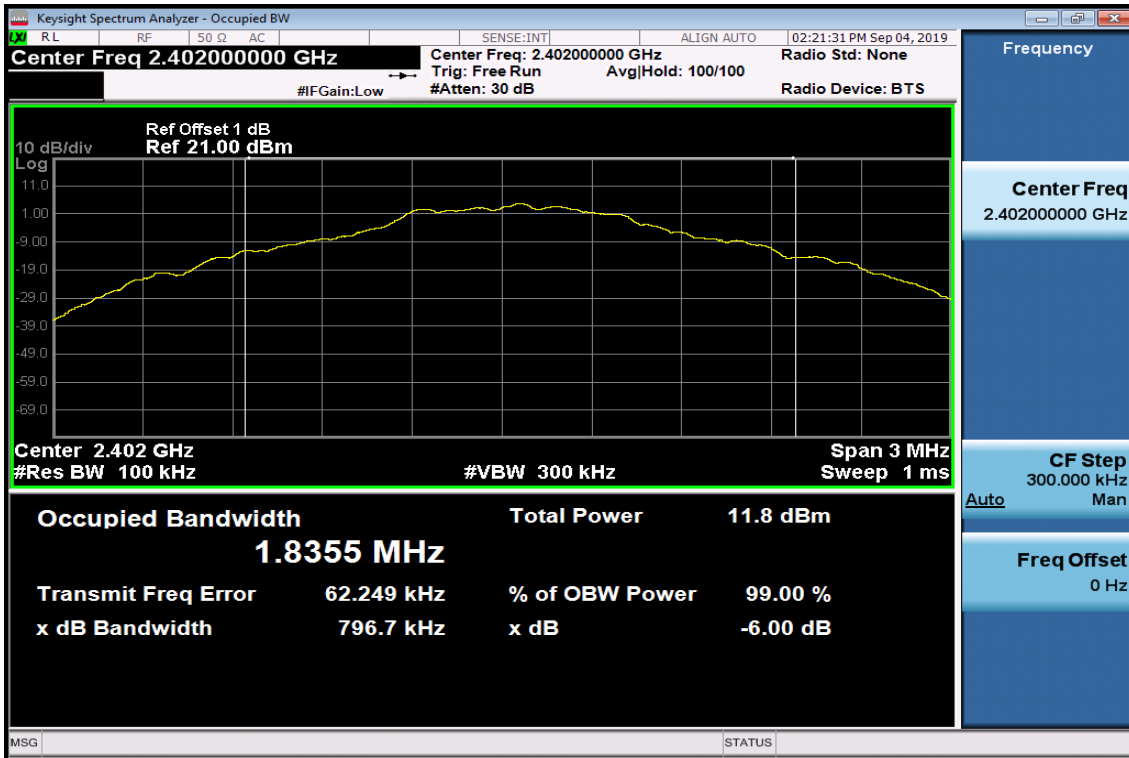 Keysight Spectrum Analyzer - Occupied BW
LXI RL RF 50 Ω AC SENSE:INT ALIGN AUTO 02:21:31 PM Sep 04, 2019
Center Freq 2.402000000 GHz
Center Freq: 2.402000000 GHz
Radio Std: None
Trig: Free Run
Avg|Hold: 100/100
#IFGain:Low
#Atten: 30 dB
Radio Device: BTS
Ref Offset 1 dB
10 dB/div
Ref 21.00 dBm
Log
11.0
1.00
-9.00
-19.0
-29.0
-39.0
-49.0
-59.0
-69.0
Center 2.402 GHz
Span 3 MHz
#Res BW 100 kHz
#VBW 300 kHz
Sweep 1 ms
Occupied Bandwidth
Total Power 11.8 dBm
1.8355 MHz
Transmit Freq Error 62.249 kHz
% of OBW Power 99.00 %
x dB Bandwidth 796.7 kHz
x dB -6.00 dB
MSG
STATUS
Frequency
Center Freq
2.402000000 GHz
CF Step
300.000 kHz
Auto Man
Freq Offset
0 Hz